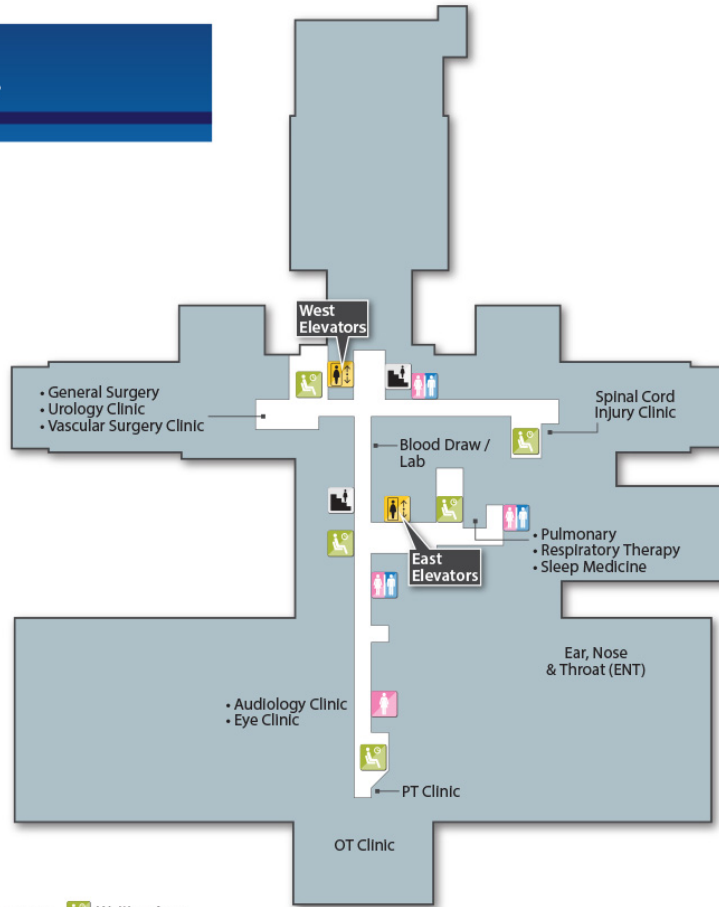 West
Elevators
• General Surgery
• Urology Clinic
• Vascular Surgery Clinic
Spinal Cord
Injury Clinic
Blood Draw /
Lab
East
Elevators
• Pulmonary
• Respiratory Therapy
• Sleep Medicine
Ear, Nose
& Throat (ENT)
• Audiology Clinic
• Eye Clinic
PT Clinic
OT Clinic